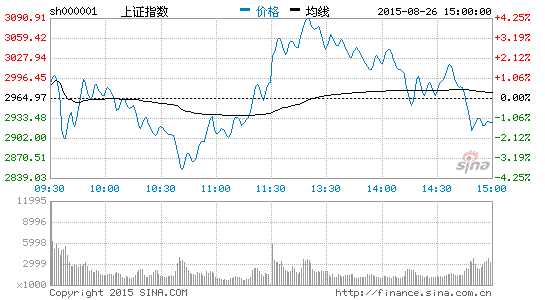 sh000001 上证指数 价格 均线 2015-08-26 15:00:00
3090.91 4.25%
3059.42 3.19%
3027.94 2.12%
2996.45 1.06%
2964.97 0.00%
2933.48 -1.06%
2902.00 -2.12%
2870.51 -3.19%
2839.03 -4.25%
09:30 10:00 10:30 11:00 11:30 13:30 14:00 14:30 15:00
sina
11995
8996
5998
2999
x1000
Copyright 2015 SINA.COM http://finance.sina.com.cn